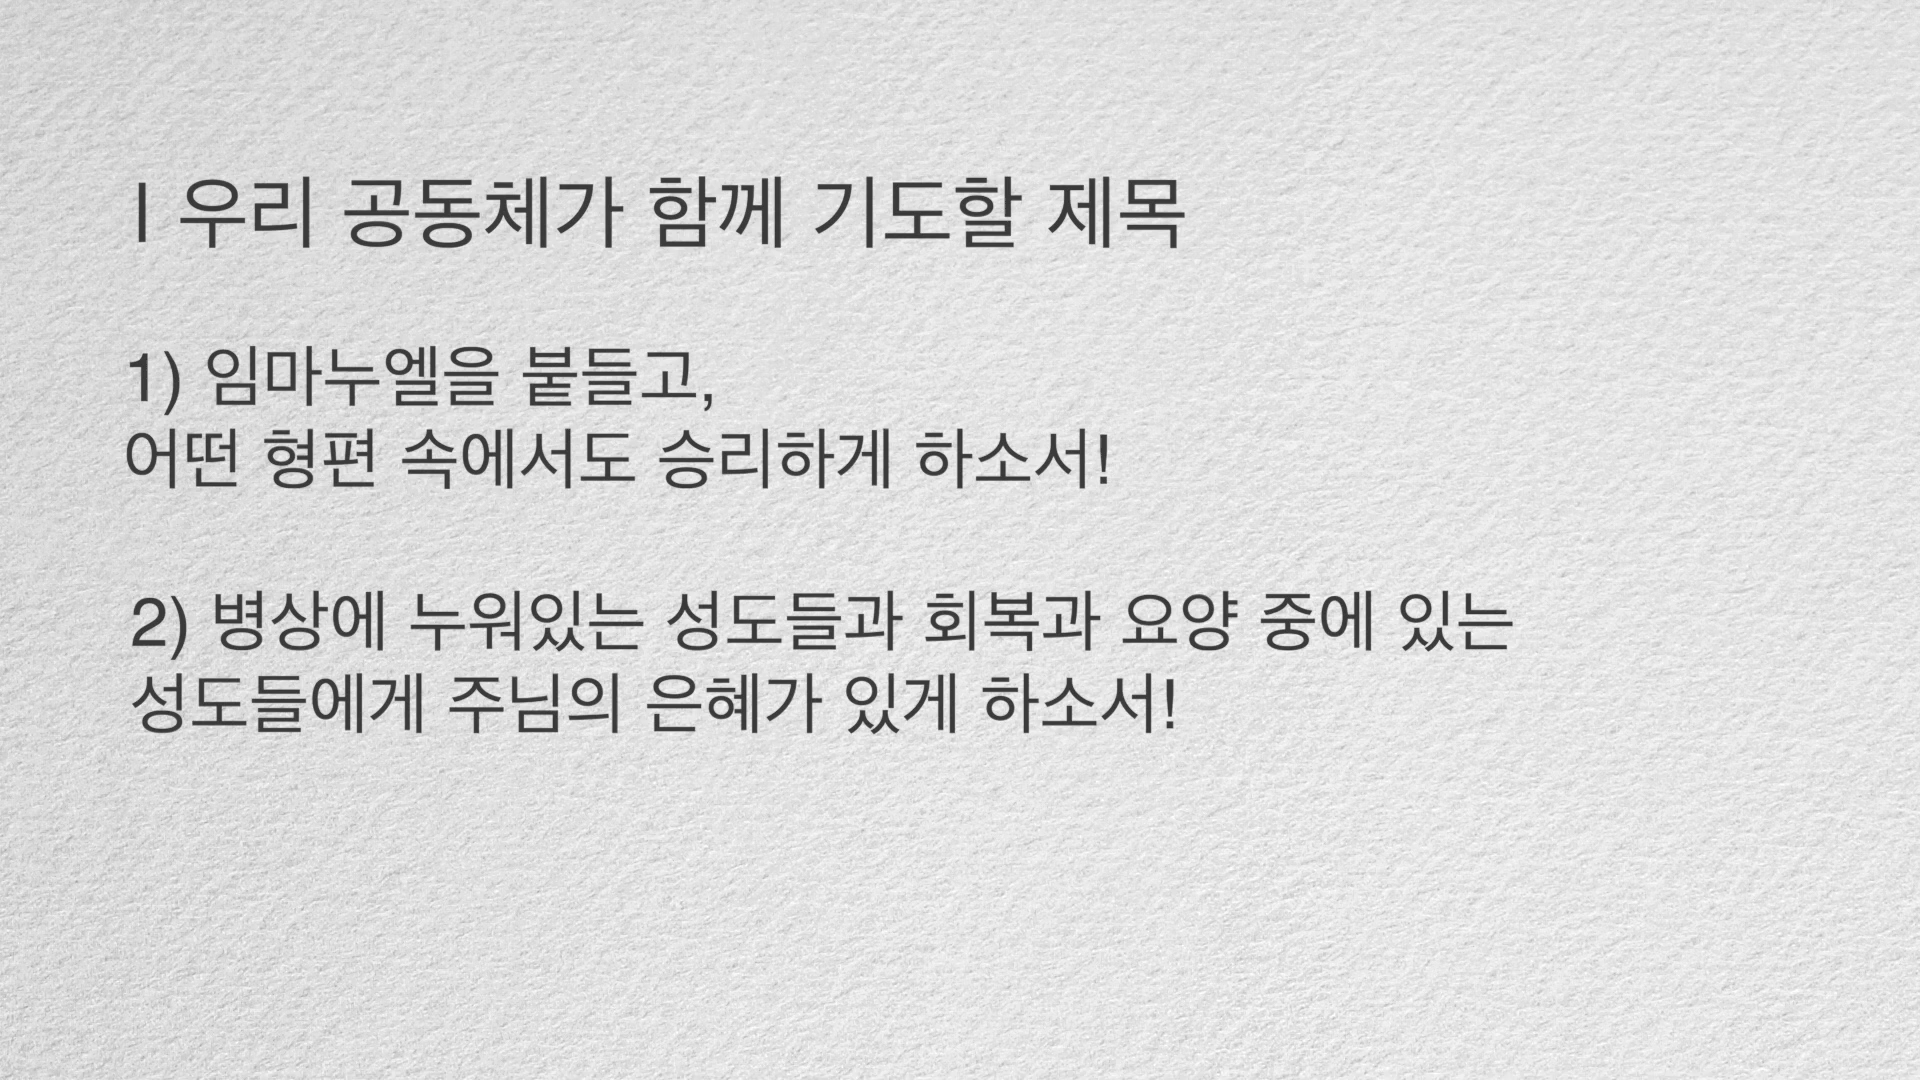 I 우리 공동체가 함께 기도할 제목
1) 임마누엘을 붙들고,
어떤 형편 속에서도 승리하게 하소서!
2) 병상에 누워있는 성도들과 회복과 요양 중에 있는
성도들에게 주님의 은혜가 있게 하소서!